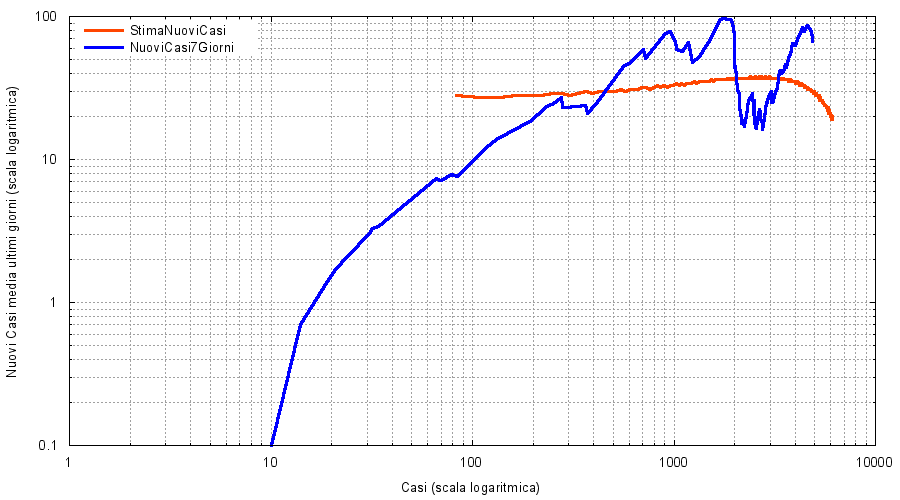 100
StimaNuoviCasi
NuoviCasi7Giorni
10
1
0.1
Nuovi Casi media ultimi giorni (scala logaritmica)
1
10
100
1000
10000
Casi (scala logaritmica)